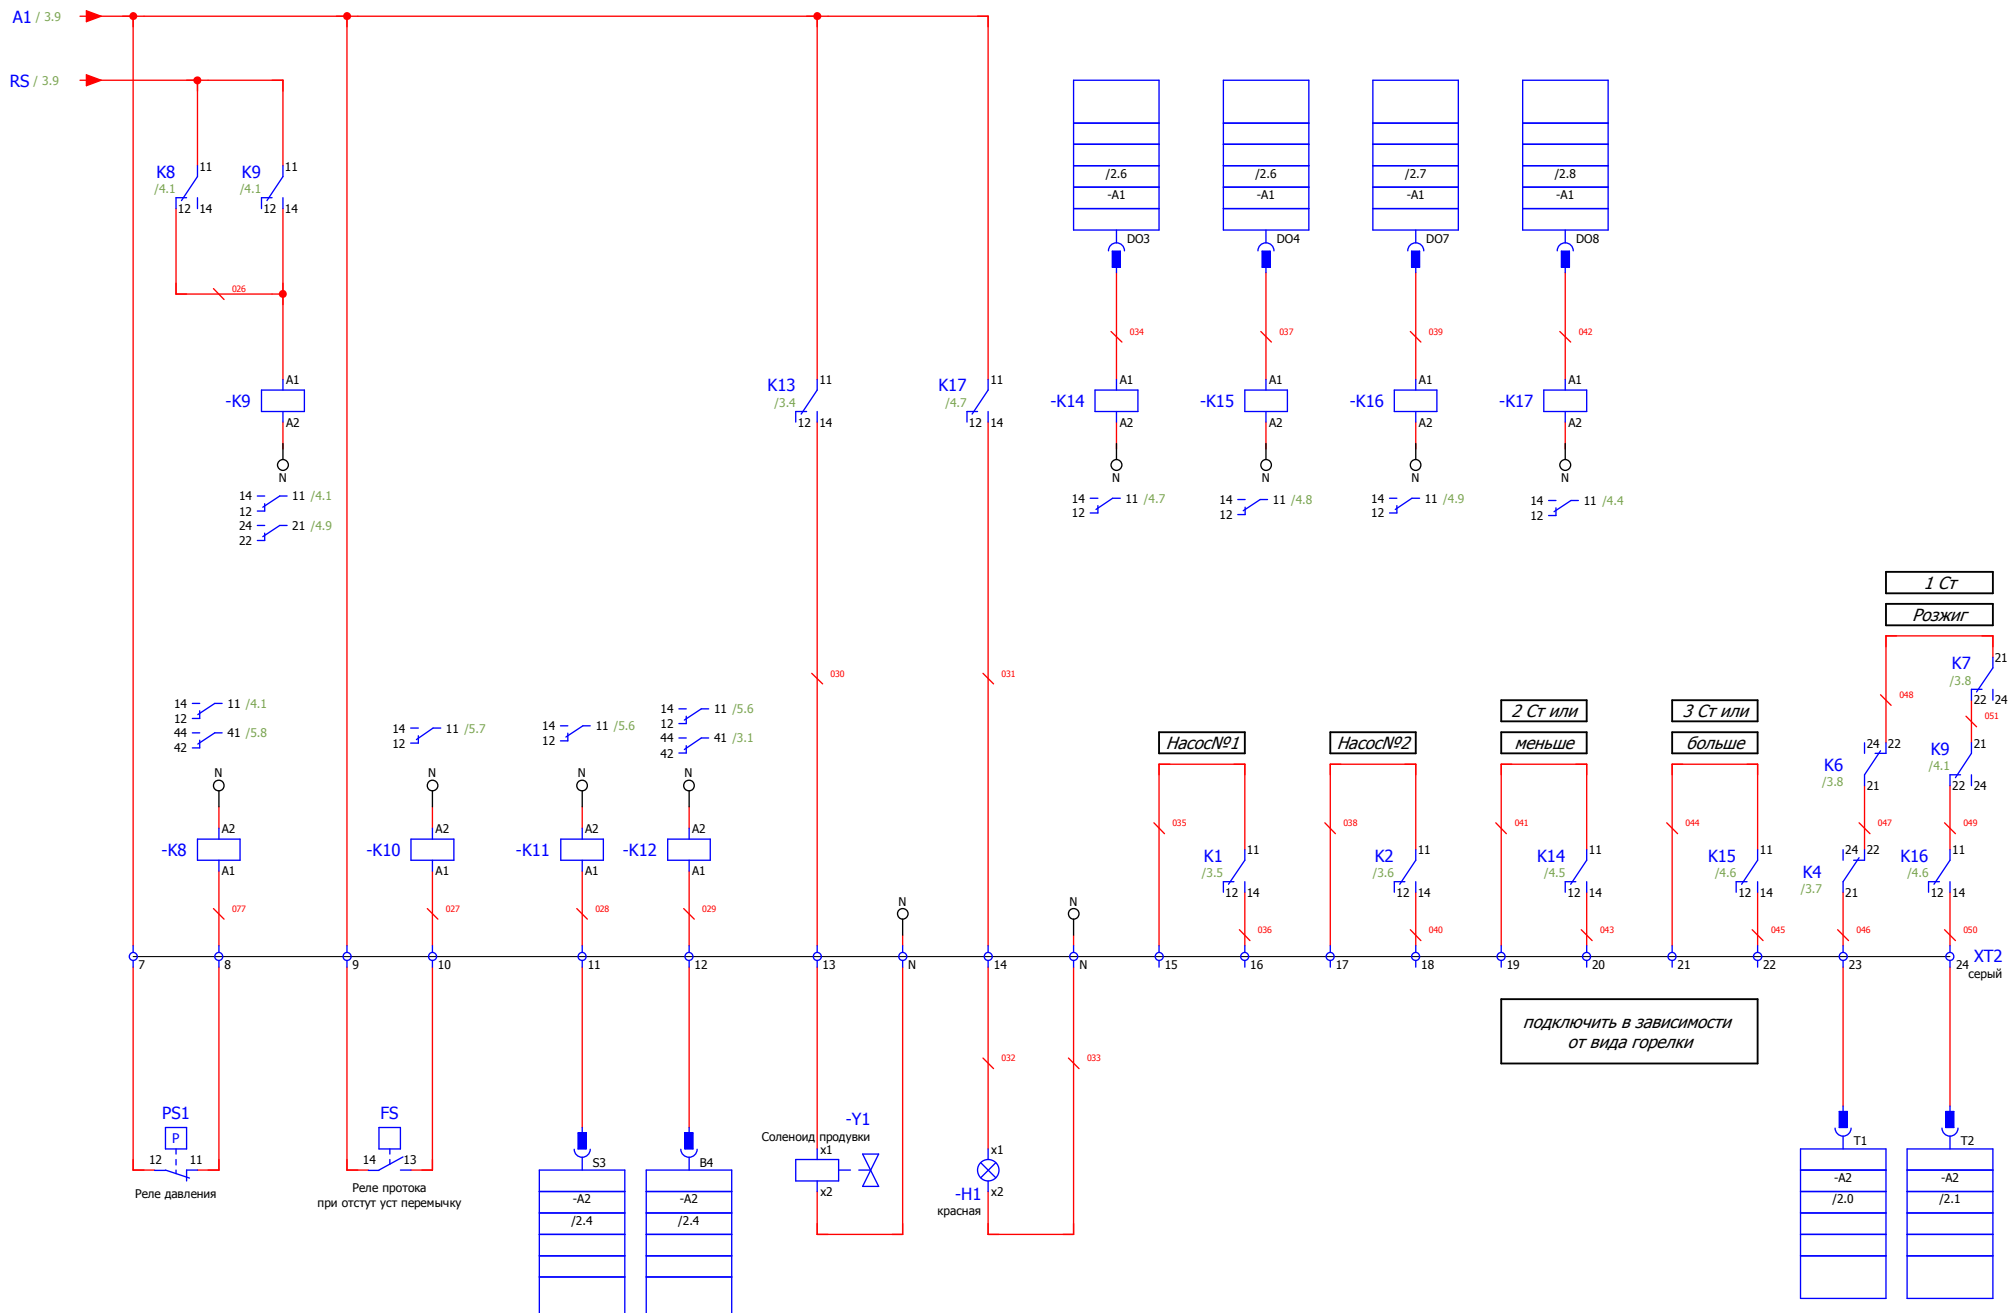 A1 / 3.9
RS / 3.9
K8 11
/4.1
12 14
K9 11
/4.1
12 14
026
A1
-K9
A2
N
14 11 /4.1
12
24 21 /4.9
22
K13 11
/3.4
12 14
K17 11
/4.7
12 14
/2.6
-A1
DO3
/2.6
-A1
DO4
/2.7
-A1
DO7
/2.8
-A1
DO8
034
037
039
042
A1
-K14
A2
N
14 11 /4.7
12
A1
-K15
A2
N
14 11 /4.8
12
A1
-K16
A2
N
14 11 /4.9
12
A1
-K17
A2
N
14 11 /4.4
12
1 Ст
Розжиг
K7 21
/3.8
22 24
048
051
030
031
14 11 /4.1
12
44 41 /5.8
42
N
A2
-K8
A1
077
14 11 /5.7
12
N
A2
-K10
A1
027
14 11 /5.6
12
N
A2
-K11
A1
028
14 11 /5.6
12
44 41 /3.1
42
N
A2
-K12
A1
029
Насос№1
035
K1 11
/3.5
12 14
036
Насос№2
038
K2 11
/3.6
12 14
040
2 Ст или
меньше
041
K14 11
/4.5
12 14
043
3 Ст или
больше
044
K15 11
/4.6
12 14
045
24 22
K6
/3.8
21
047
24 22
K4
/3.7
21
046
K9 21
/4.1
22 24
049
K16 11
/4.6
12 14
050
N
N
7 8 9 10 11 12 13 N 14 N 15 16 17 18 19 20 21 22 23 24 XT2
серый
подключить в зависимости
от вида горелки
032
033
PS1
P
12 11
Реле давления
FS
14 13
Реле протока
при отстут уст перемычку
S3
-A2
/2.4
B4
-A2
/2.4
-Y1
Соленоид продувки
x1
x2
x1
-H1 x2
красная
T1
-A2
/2.0
T2
-A2
/2.1